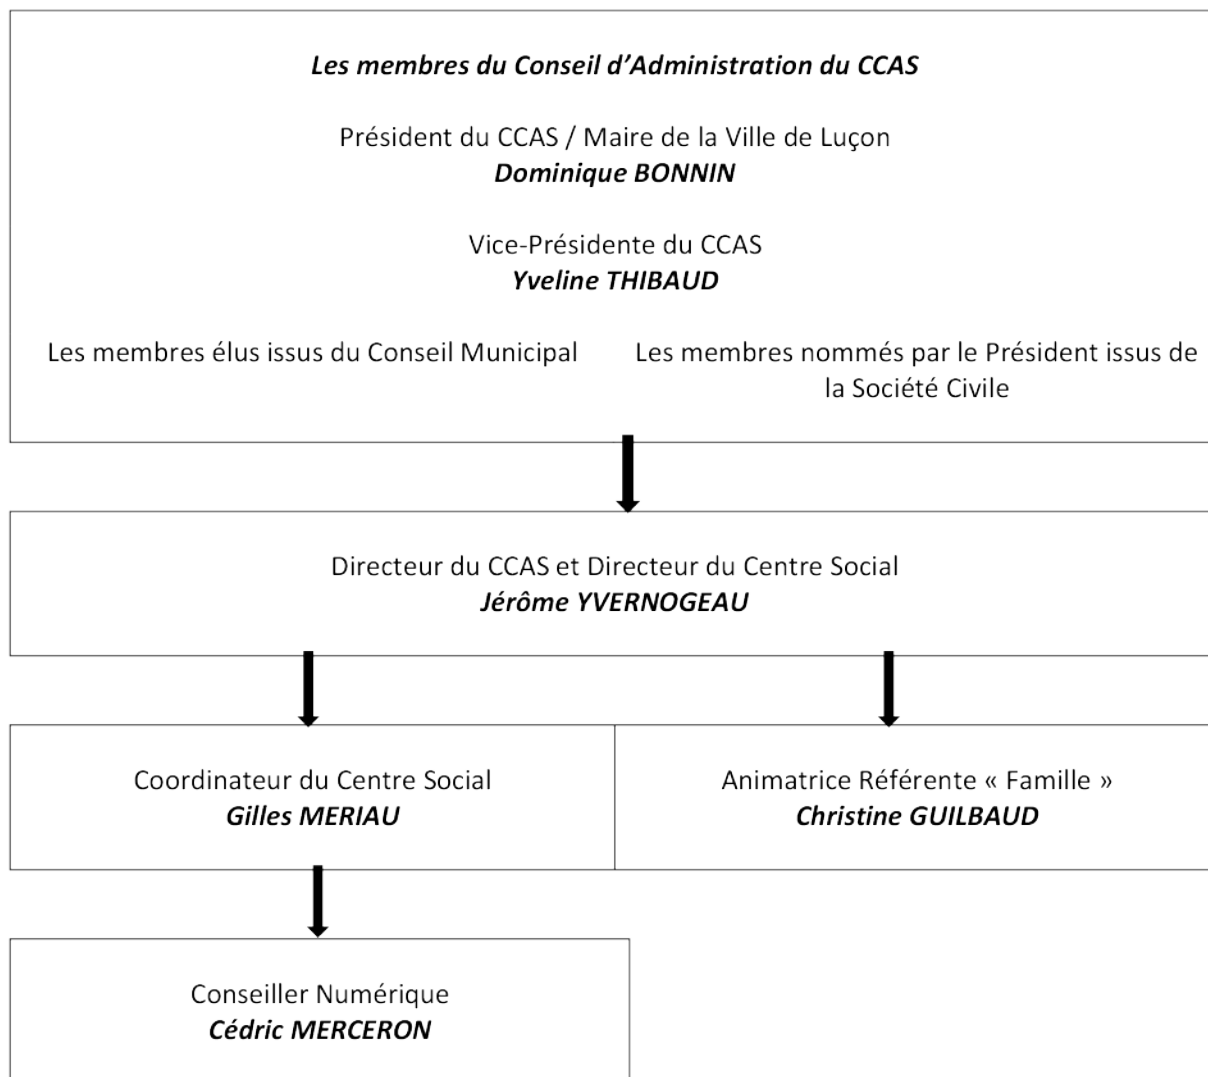 Les membres du Conseil d’Administration du CCAS
Président du CCAS / Maire de la Ville de Luçon
Dominique BONNIN
Vice-Présidente du CCAS
Yveline THIBAUD
Les membres élus issus du Conseil Municipal
Les membres nommés par le Président issus de
la Société Civile
Directeur du CCAS et Directeur du Centre Social
Jérôme YVERNOGEAU
Coordinateur du Centre Social
Gilles MERIAU
Animatrice Référente « Famille »
Christine GUILBAUD
Conseiller Numérique
Cédric MERCERON